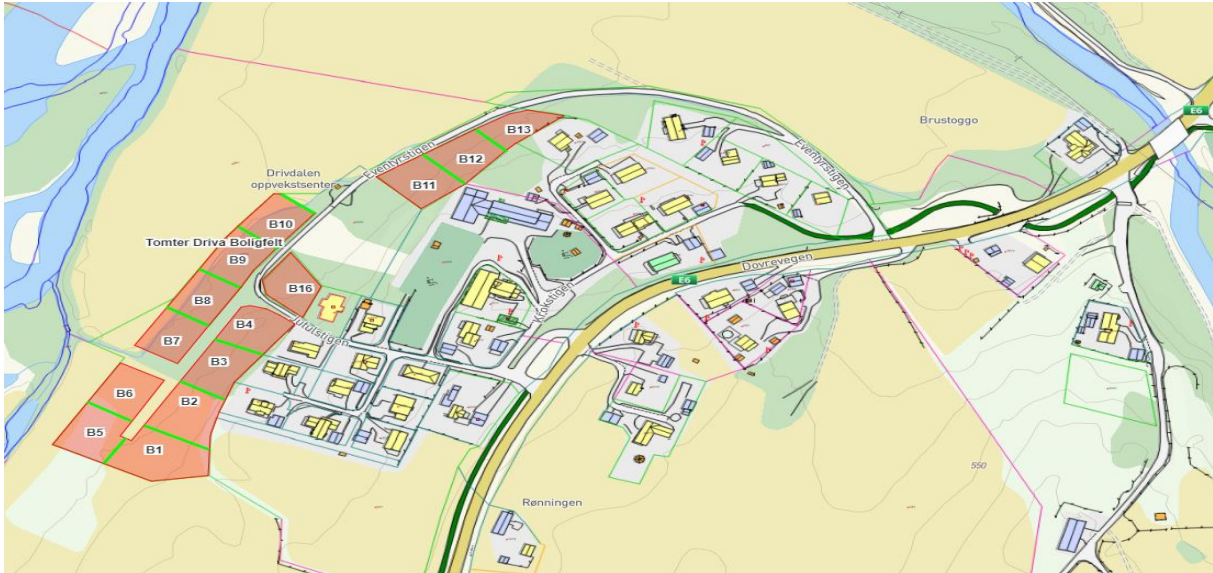 E6
Brustoggo
B13
Eventyrstigen
B12
Eventyrstigen
Drivdalen
oppvekstsenter
B11
B10
Tomter Driva Boligfelt
B9
B16
B8
B4
B7
B3
B6
B2
B5
B1
Dovrevegen
E6
Krokstigen
Jutulstigen
550
Rønningen